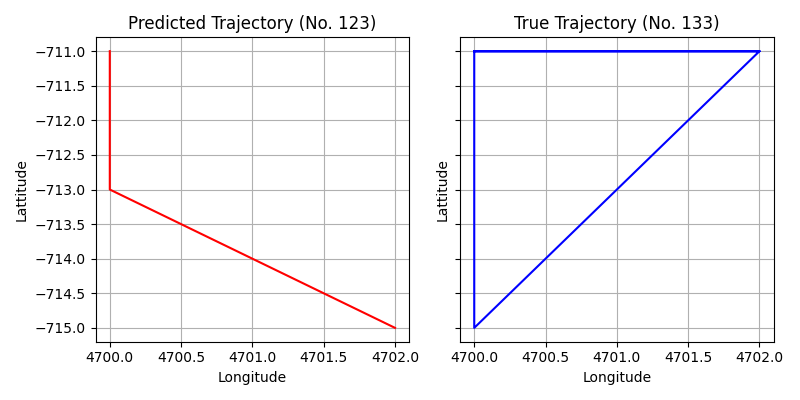 Predicted Trajectory (No. 123)
True Trajectory (No. 133)
−711.0
−711.5
−712.0
−712.5
−713.0
−713.5
−714.0
−714.5
−715.0
Lattitude
Lattitude
4700.0 4700.5 4701.0 4701.5 4702.0
4700.0 4700.5 4701.0 4701.5 4702.0
Longitude
Longitude